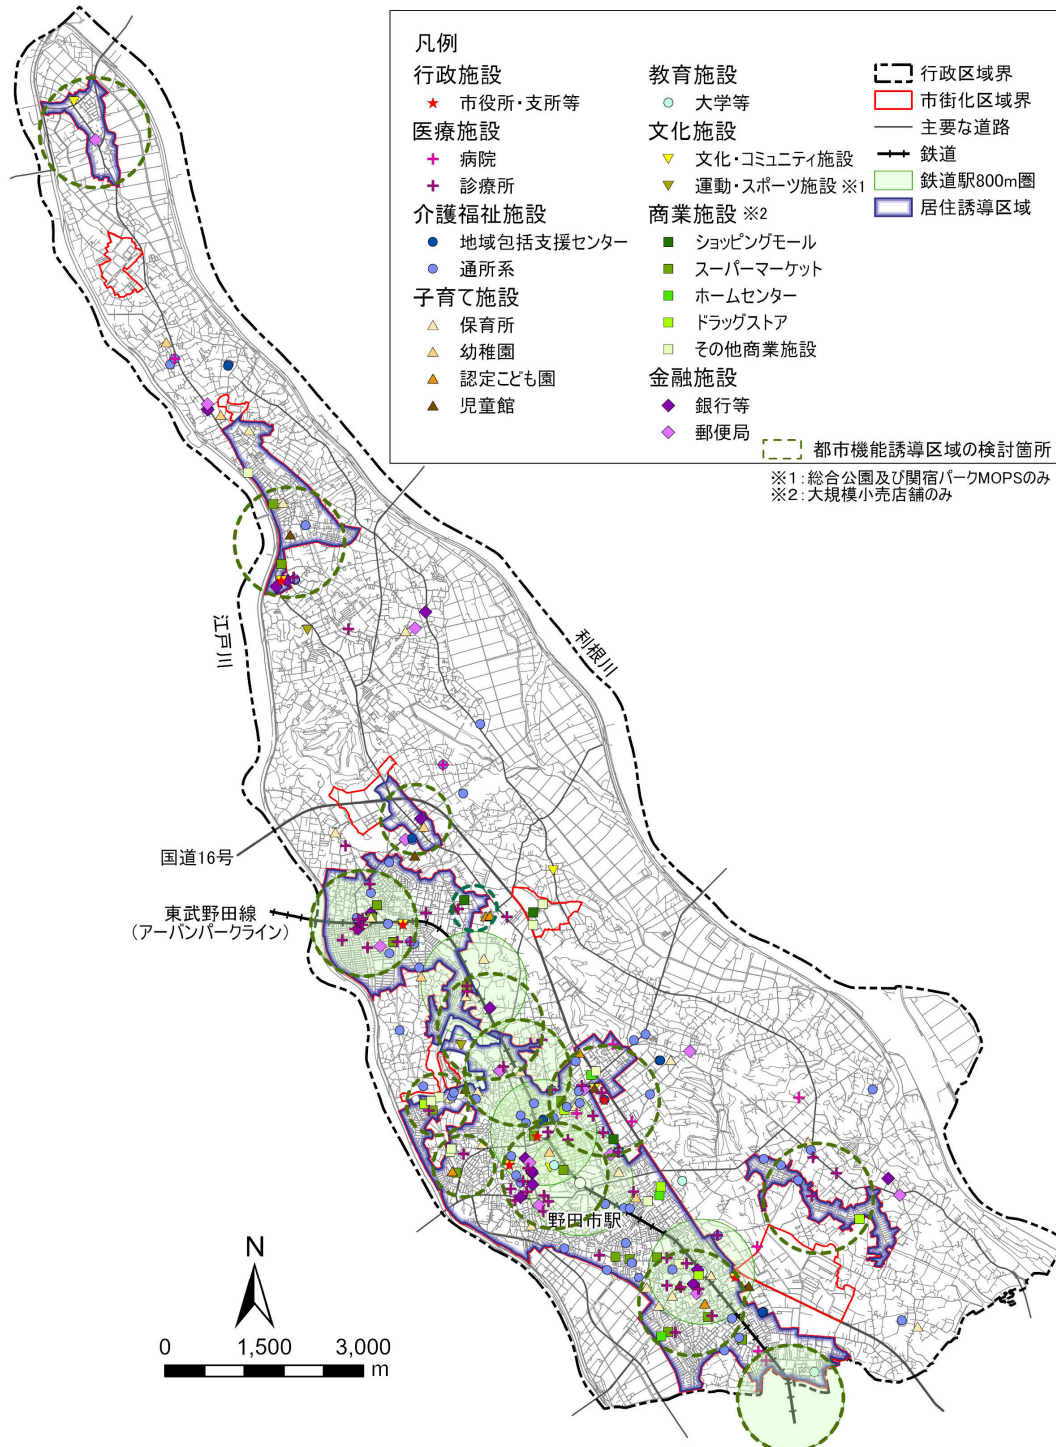 凡例
行政施設
市役所・支所等
医療施設
病院
診療所
介護福祉施設
地域包括支援センター
通所系
子育て施設
保育所
幼稚園
認定こども園
児童館
教育施設
大学等
文化施設
文化・コミュニティ施設
運動・スポーツ施設 ※1
商業施設 ※2
ショッピングモール
スーパーマーケット
ホームセンター
ドラッグストア
その他商業施設
金融施設
銀行等
郵便局
行政区域界
市街化区域界
主要な道路
鉄道
鉄道駅800m圏
居住誘導区域
都市機能誘導区域の検討箇所
※1:総合公園及び関宿パークMOPSのみ
※2:大規模小売店舗のみ
江戸川
利根川
国道16号
東武野田線
(アーバンパークライン)
野田市駅
N
0 1,500 3,000
m